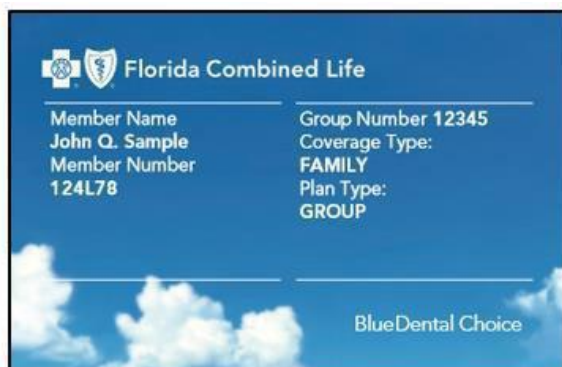 Florida Combined Life
Member Name
John Q. Sample
Member Number
124L78
Group Number 12345
Coverage Type:
FAMILY
Plan Type:
GROUP
BlueDental Choice